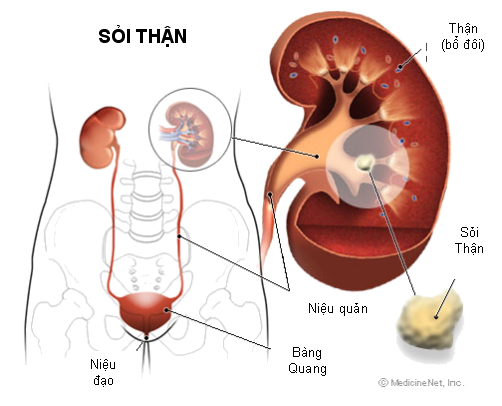 SỎI THẬN
Thận
(bổ đôi)
Sỏi
Thận
Niệu quản
Bàng
Quang
Niệu
đạo
© MedicineNet, Inc.